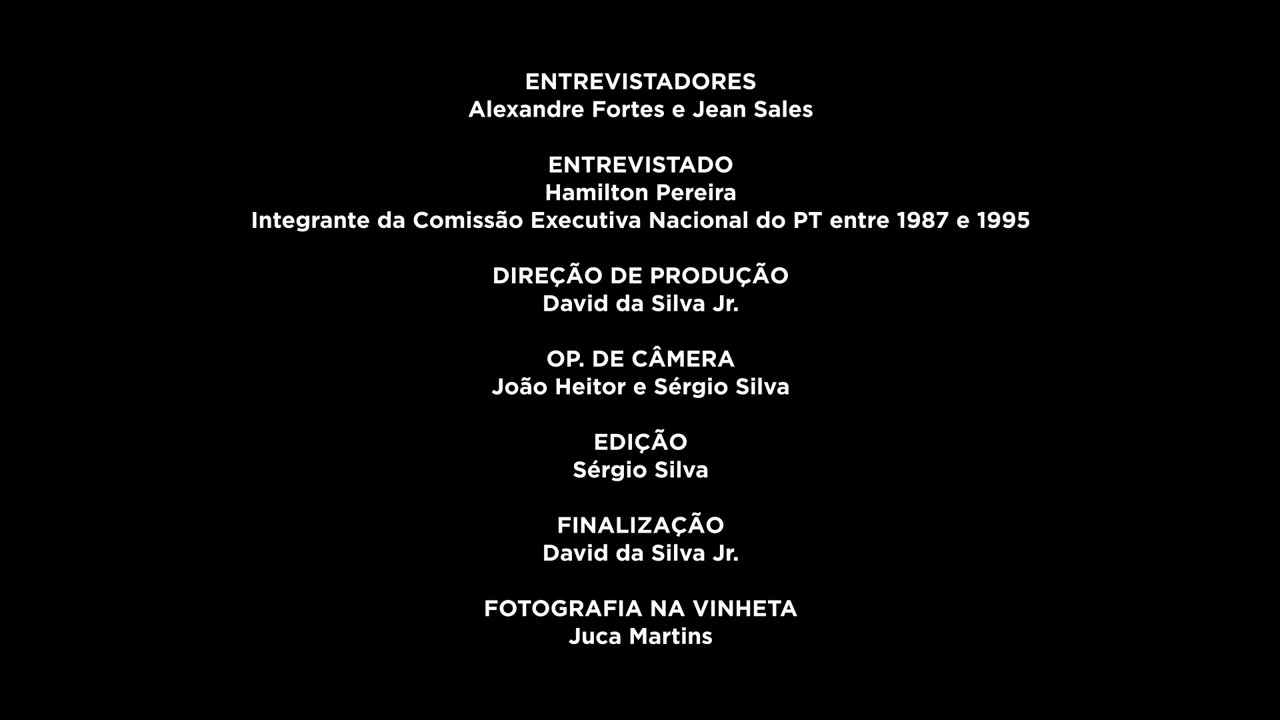 ENTREVISTADORES
Alexandre Fortes e Jean Sales
ENTREVISTADO
Hamilton Pereira
Integrante da Comissão Executiva Nacional do PT entre 1987 e 1995
DIREÇÃO DE PRODUÇÃO
David da Silva Jr.
OP. DE CÂMERA
João Heitor e Sérgio Silva
EDIÇÃO
Sérgio Silva
FINALIZAÇÃO
David da Silva Jr.
FOTOGRAFIA NA VINHETA
Juca Martins